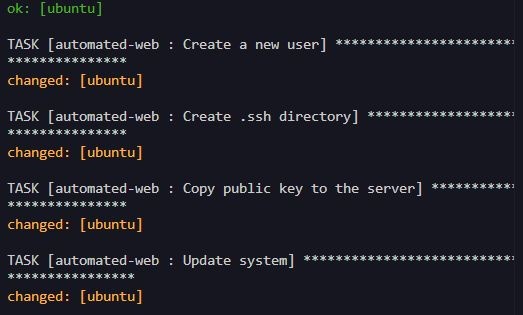 ok: [ubuntu]
TASK [automated-web : Create a new user] ***********************
***************
changed: [ubuntu]
TASK [automated-web : Create .ssh directory] *******************
***************
changed: [ubuntu]
TASK [automated-web : Copy public key to the server] ***********
***************
changed: [ubuntu]
TASK [automated-web : Update system] ***************************
****************
changed: [ubuntu]